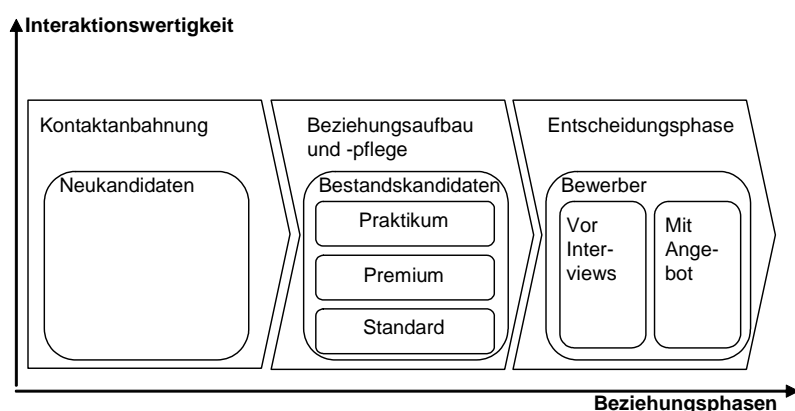 Interaktionswertigkeit
Kontaktanbahnung
Neukandidaten
Beziehungsaufbau
und -pflege
Bestandskandidaten
Praktikum
Premium
Standard
Entscheidungsphase
Bewerber
Vor
Inter-
views
Mit
Ange-
bot
Beziehungsphasen